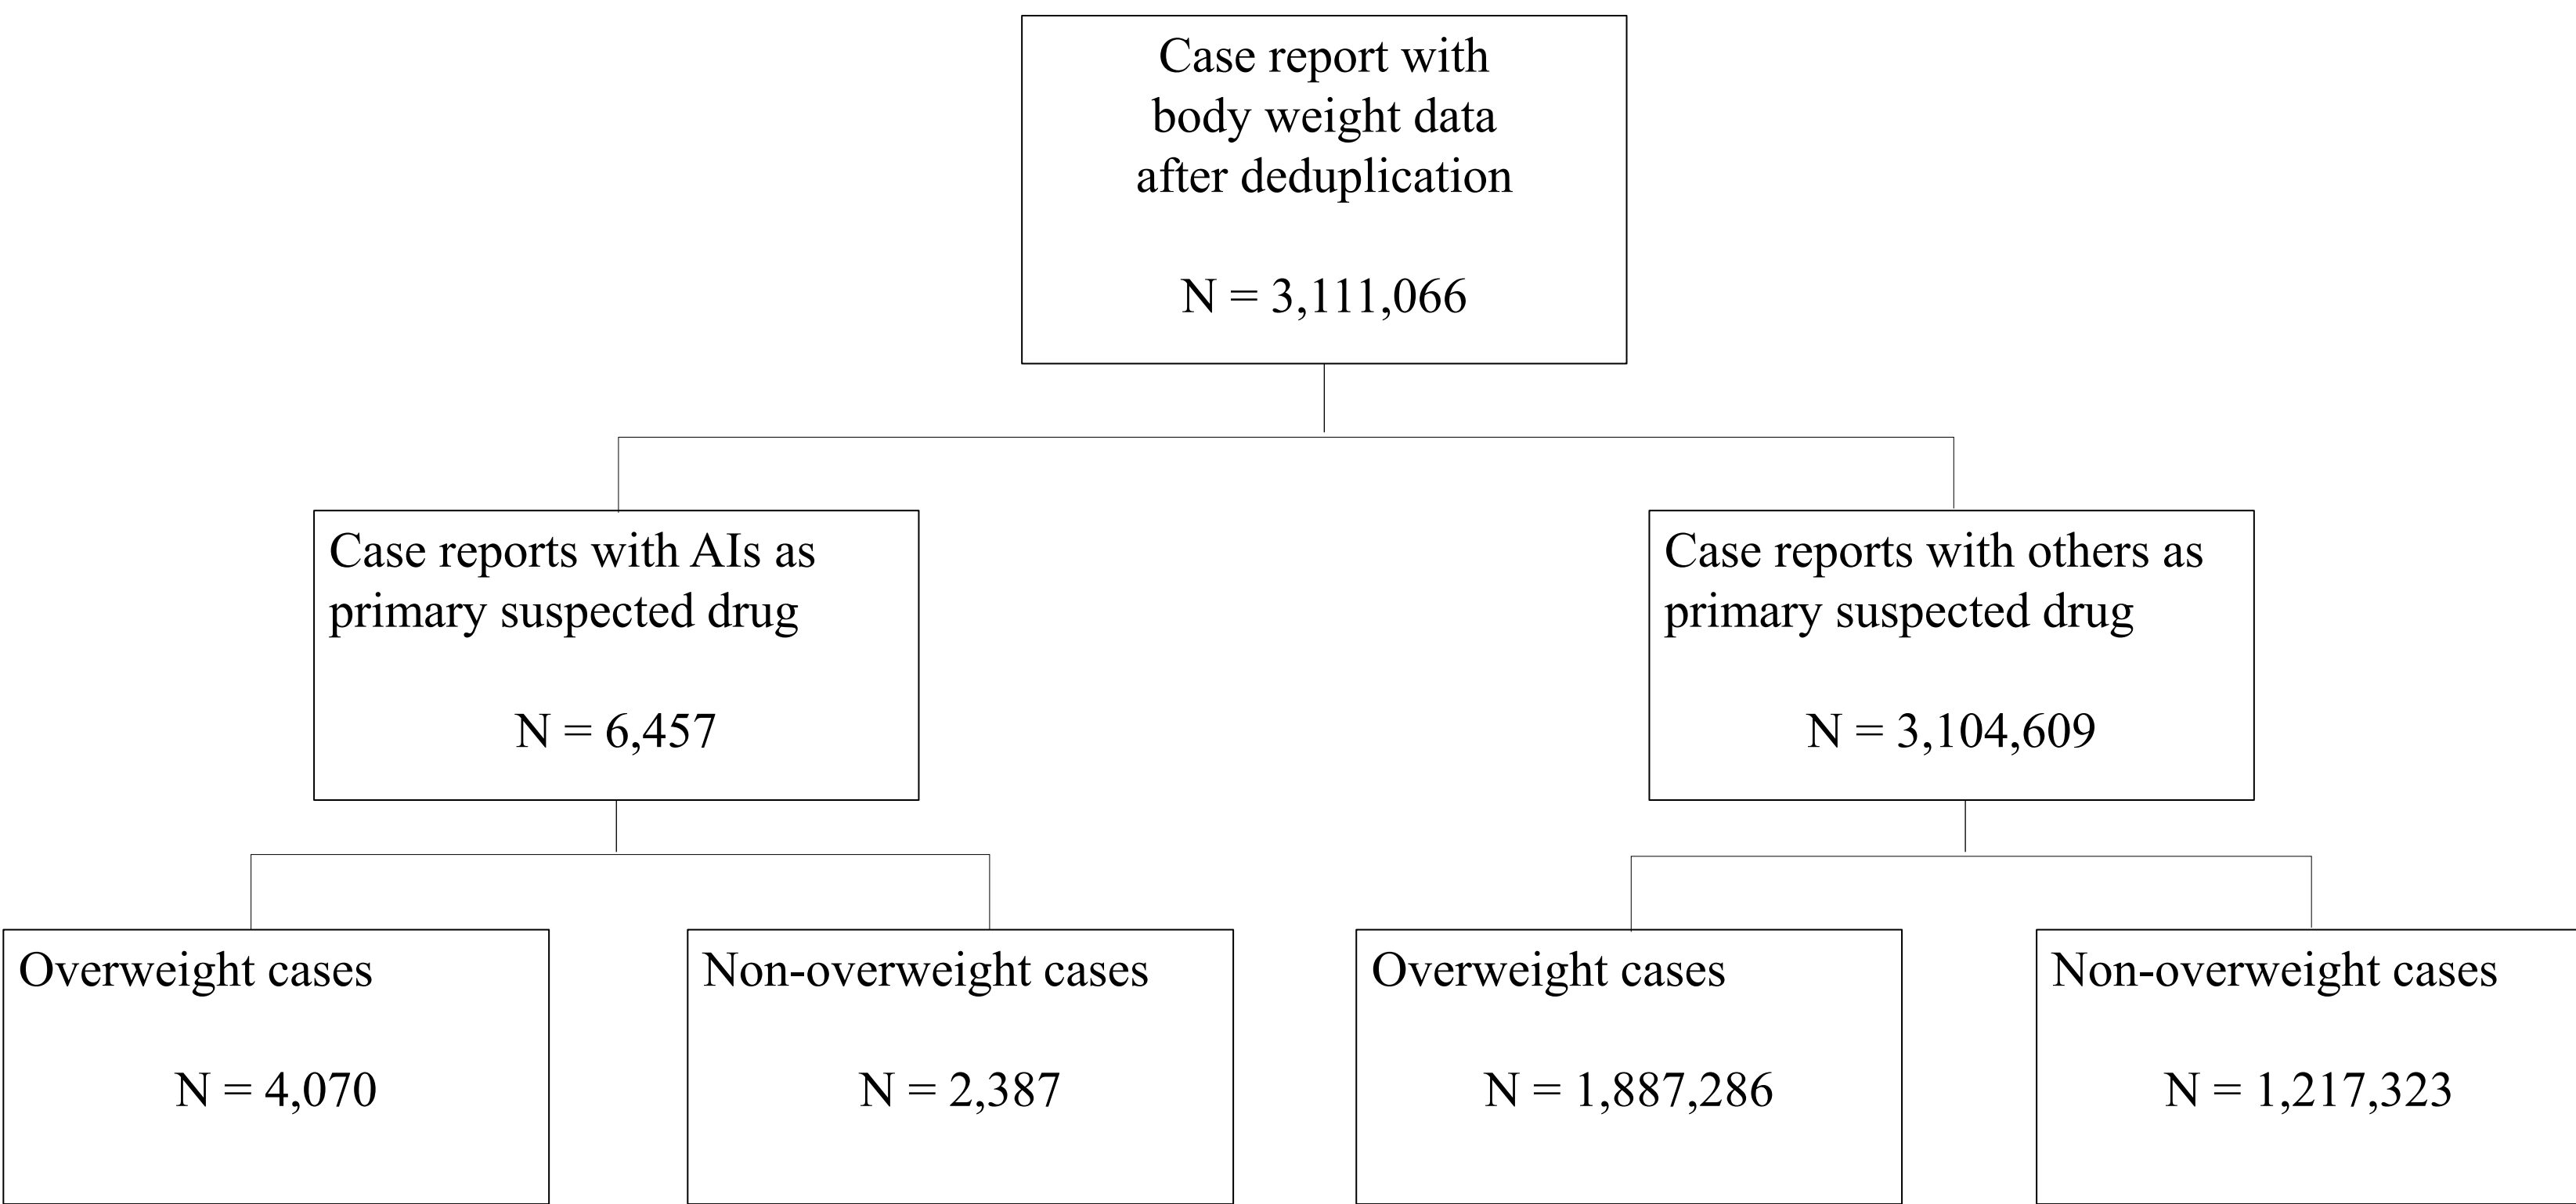 Case report with
body weight data
after deduplication
N = 3,111,066
Case reports with AIs as
primary suspected drug
N = 6,457
Case reports with others as
primary suspected drug
N = 3,104,609
Overweight cases
N = 4,070
Non-overweight cases
N = 2,387
Overweight cases
N = 1,887,286
Non-overweight cases
N = 1,217,323